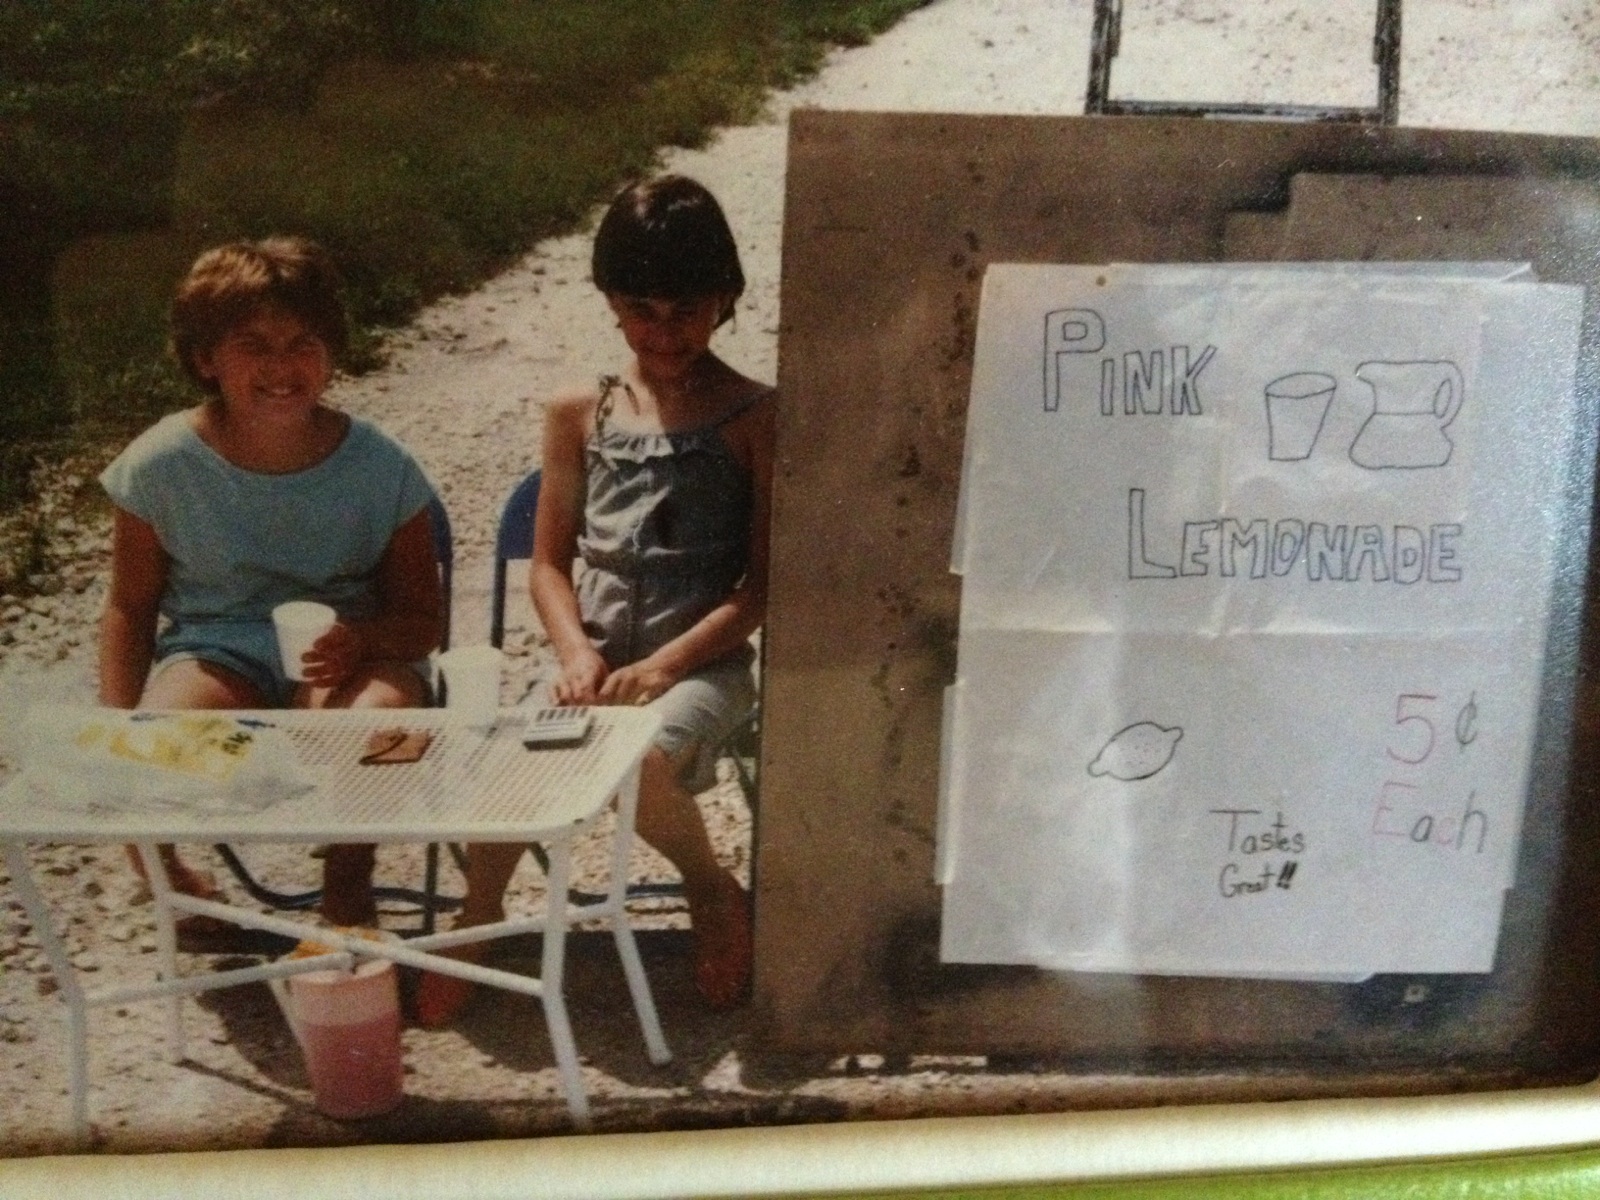 PINK
LEMONADE
5¢
Each
Tastes
Great!!